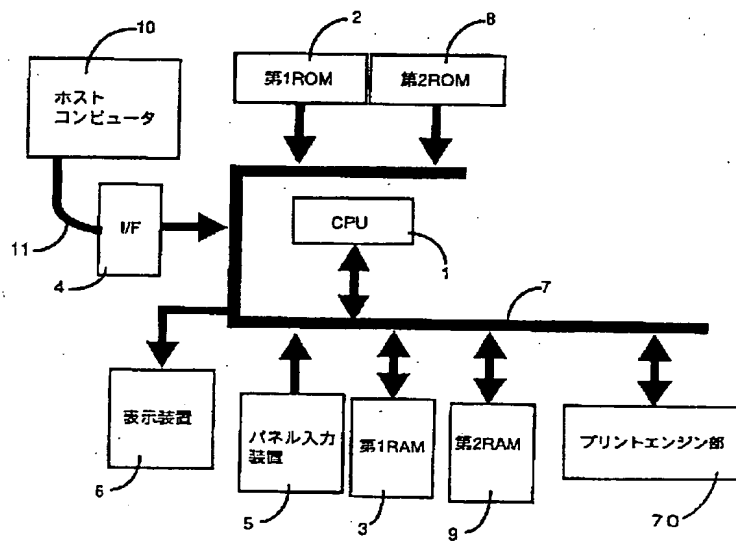 10
2
8
ホスト
コンピュータ
第1ROM
第2ROM
I/F
CPU
11
4
1
7
表示装置
パネル入力
装置
第1RAM
第2RAM
プリントエンジン部
6
5
3
9
70